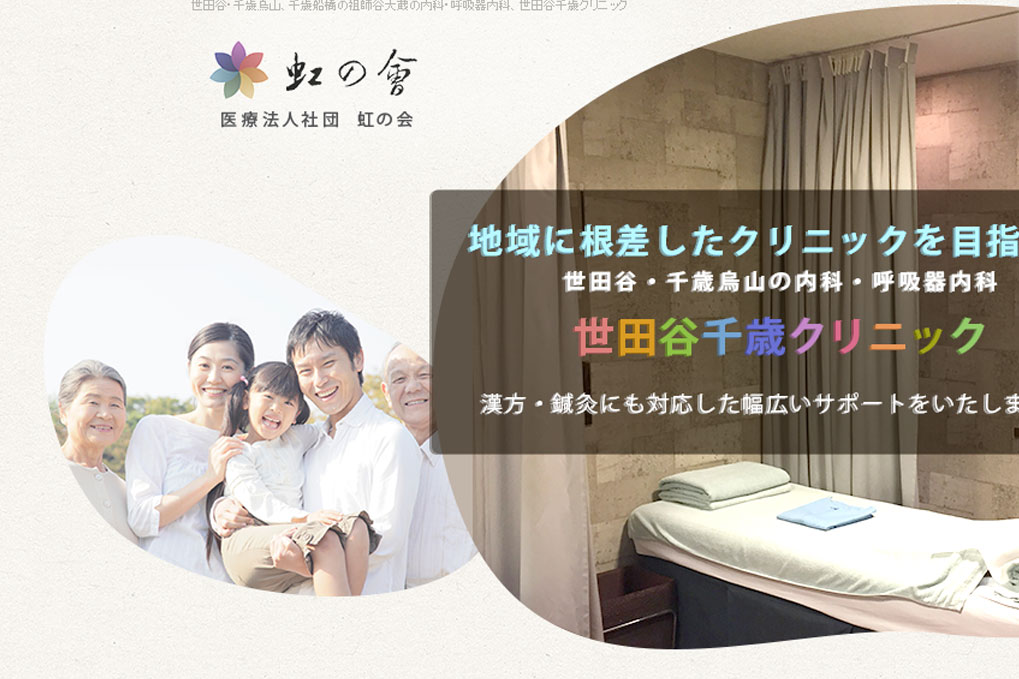 世田谷・千歳烏山、千歳船橋の祖師谷大蔵の内科・呼吸器内科、世田谷千歳クリニック
虹の會
医療法人社団 虹の会
地域に根差したクリニックを目指
世田谷・千歳烏山の内科・呼吸器内科
世田谷千歳クリニック
漢方・鍼灸にも対応した幅広いサポートをいたしま